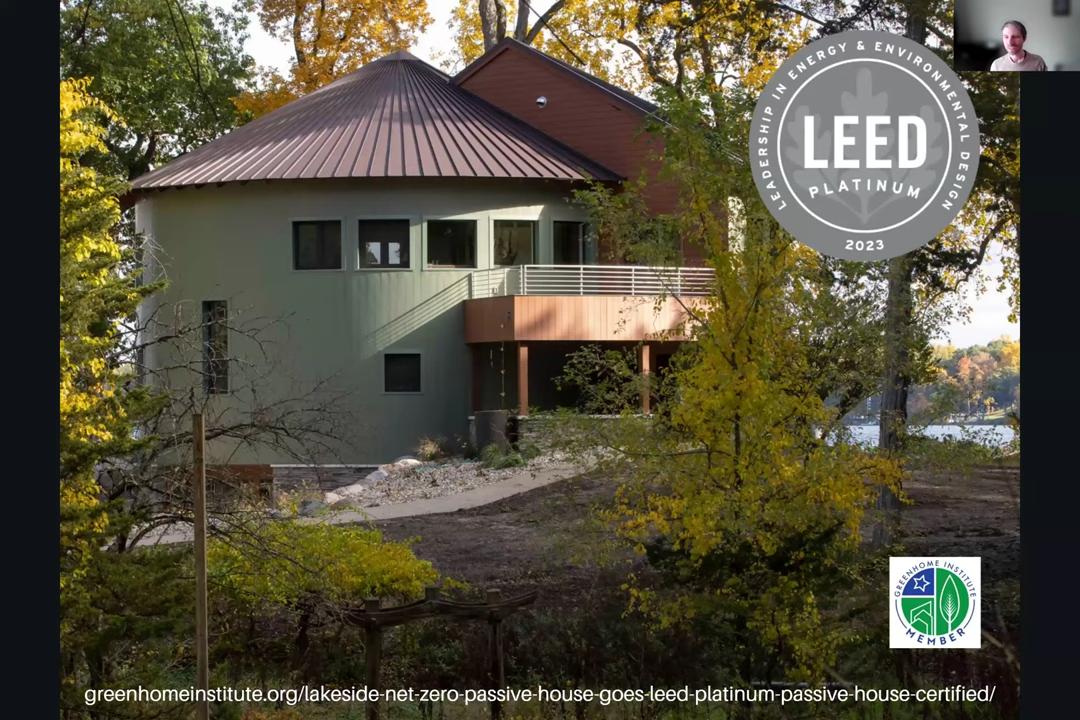 LEADERSHIP IN ENERGY & ENVIRONMENTAL DESIGN
LEED
PLATINUM
2023
GREENHOME INSTITUTE
MEMBER
greenhomeinstitute.org/lakeside-net-zero-passive-house-goes-leed-platinum-passive-house-certified/